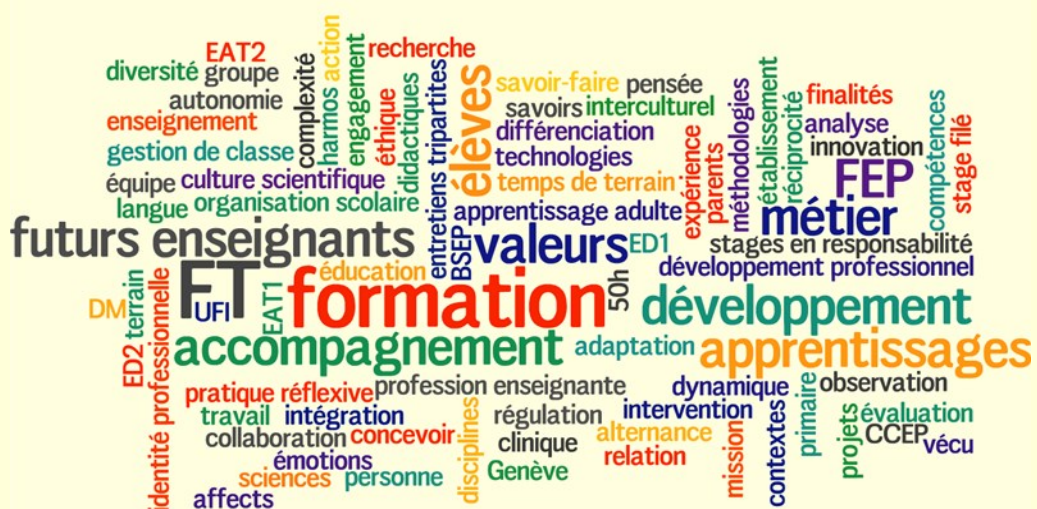 action
EAT2
recherche
diversité
groupe
complexité
harmos
engagement
autonomie
enseignement
éthique
didactiques
entretiens tripartites
élèves
savoir-faire
pensée
savoirs
interculturel
différenciation
technologies
temps de terrain
expérience
parents
méthodologies
établissement
réciprocité
finalités
analyse
innovation
compétences
stage filé
gestion de classe
équipe
culture scientifique
langue
organisation scolaire
FEP
apprentissage adulte
métier
futurs enseignants
BSEP
valeurs
ED1
stages en responsabilité
développement professionnel
éducation
DM
terrain
FT
UFI
EAT1
formation
50h
développement
ED2
identité professionnelle
accompagnement
adaptation
apprentissages
pratique réflexive
profession enseignante
dynamique
primaire
observation
travail
intégration
disciplines
régulation
intervention
contextes
projets
évaluation
collaboration
concevoir
clinique
alternance
mission
CCEP
vécu
émotions
relation
sciences
personne
Genève
affects